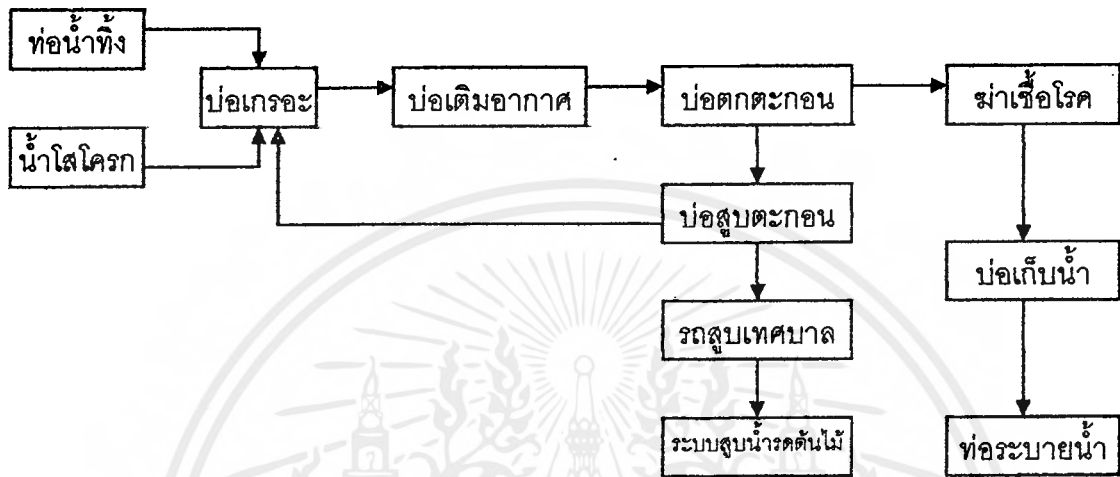 ท่อน้ำทิ้ง
บ่อเกรอะ
บ่อเติมอากาศ
บ่อตกตะกอน
ฆ่าเชื้อโรค
น้ำโสโครก
บ่อสูบตะกอน
บ่อเก็บน้ำ
รถสูบเทศบาล
ระบบสูบน้ำรดต้นไม้
ท่อระบายน้ำ